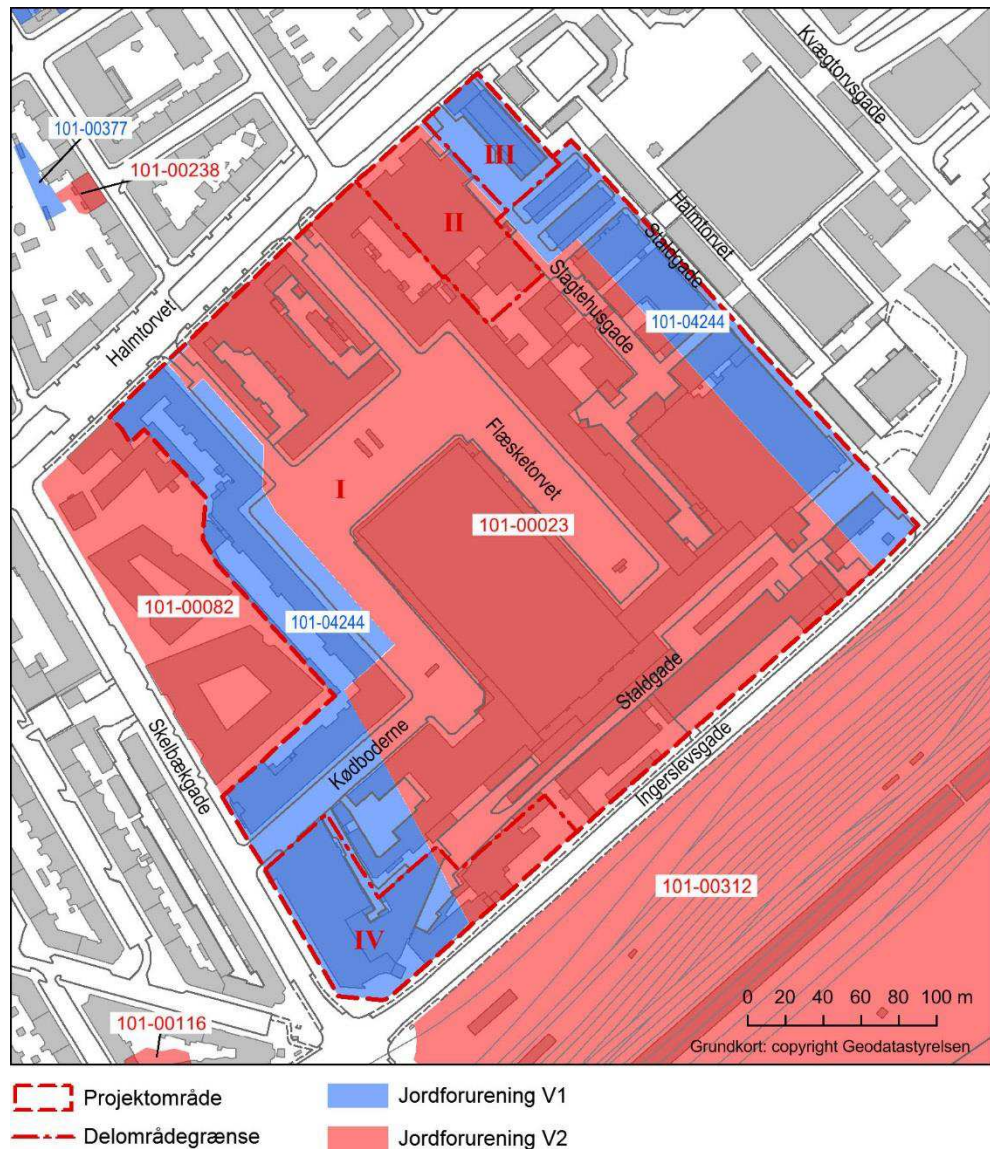 Kvægtorvsgade
101-00377
101-00238
III
Halmtorvet
II
Staldgade
Slagtehusgade
Halmtorvet
101-04244
Flæsketorvet
I
101-00023
101-00082
101-04244
Staldgade
Kødboderne
Skelbækgade
Ingerslevsgade
101-00312
IV
0 20 40 60 80 100 m
101-00116
Grundkort: copyright Geodatastyrelsen
Projektområde
Jordforurening V1
Delområdegrænse
Jordforurening V2